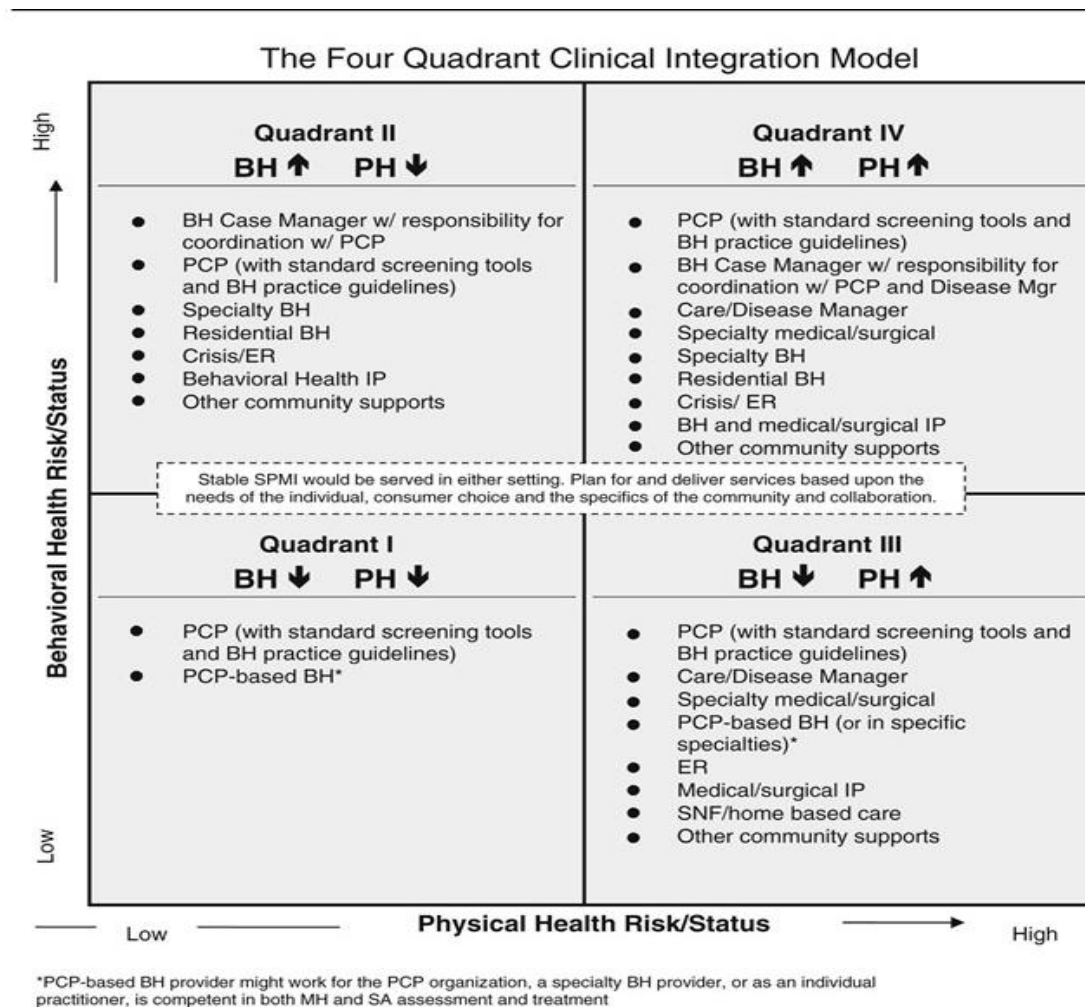 The Four Quadrant Clinical Integration Model
High
Behavioral Health Risk/Status
Low
Quadrant II
BH ↑ PH ↓
● BH Case Manager w/ responsibility for
coordination w/ PCP
● PCP (with standard screening tools
and BH practice guidelines)
● Specialty BH
● Residential BH
● Crisis/ER
● Behavioral Health IP
● Other community supports
Quadrant IV
BH ↑ PH ↑
● PCP (with standard screening tools and
BH practice guidelines)
● BH Case Manager w/ responsibility for
coordination w/ PCP and Disease Mgr
● Care/Disease Manager
● Specialty medical/surgical
● Specialty BH
● Residential BH
● Crisis/ ER
● BH and medical/surgical IP
● Other community supports
Stable SPMI would be served in either setting. Plan for and deliver services based upon the
needs of the individual, consumer choice and the specifics of the community and collaboration.
Quadrant I
BH ↓ PH ↓
● PCP (with standard screening tools
and BH practice guidelines)
● PCP-based BH*
Quadrant III
BH ↓ PH ↑
● PCP (with standard screening tools and
BH practice guidelines)
● Care/Disease Manager
● Specialty medical/surgical
● PCP-based BH (or in specific
specialties)*
● ER
● Medical/surgical IP
● SNF/home based care
● Other community supports
Low
Physical Health Risk/Status
High
*PCP-based BH provider might work for the PCP organization, a specialty BH provider, or as an individual
practitioner, is competent in both MH and SA assessment and treatment